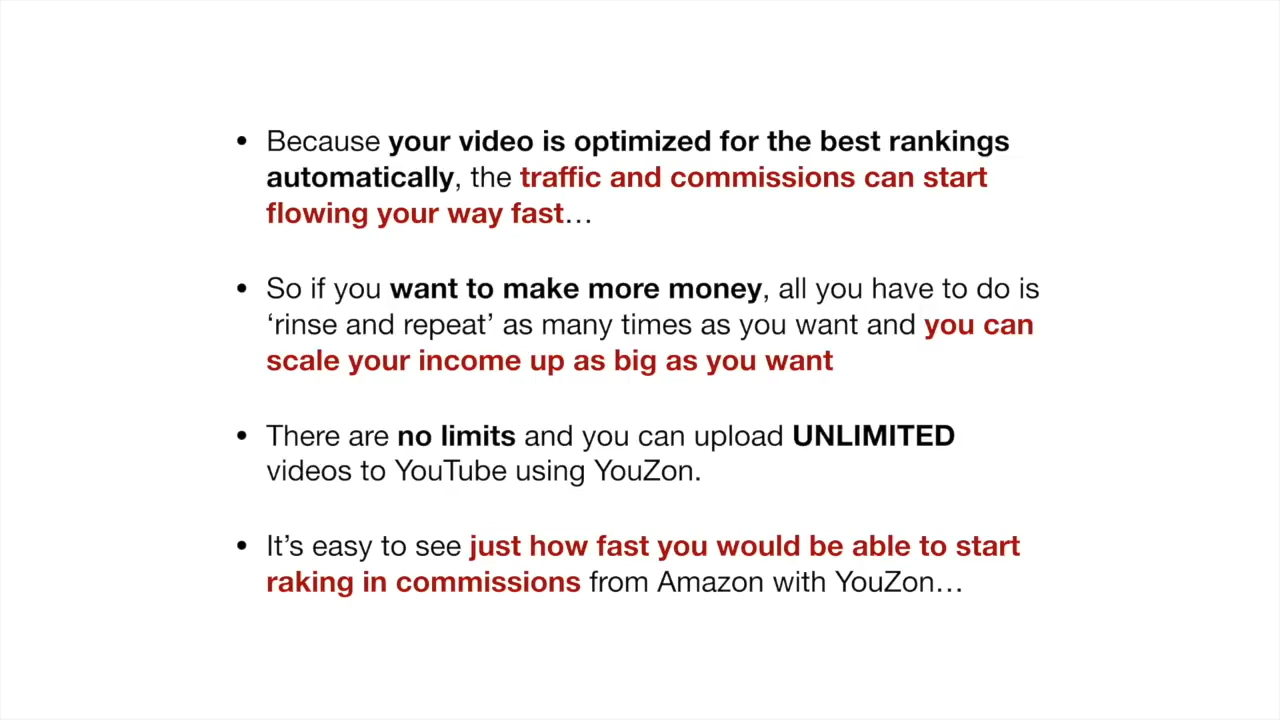 • Because your video is optimized for the best rankings
automatically, the traffic and commissions can start
flowing your way fast…
• So if you want to make more money, all you have to do is
‘rinse and repeat’ as many times as you want and you can
scale your income up as big as you want
• There are no limits and you can upload UNLIMITED
videos to YouTube using YouZon.
• It’s easy to see just how fast you would be able to start
raking in commissions from Amazon with YouZon…